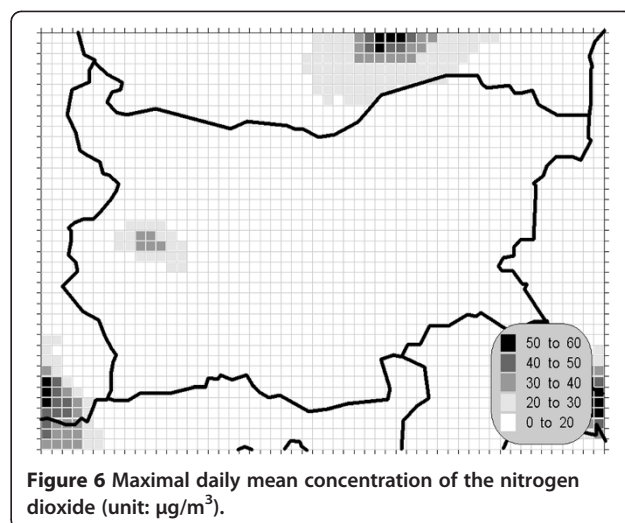 50 to 60
40 to 50
30 to 40
20 to 30
0 to 20
Figure 6 Maximal daily mean concentration of the nitrogen
dioxide (unit: μg/m³).